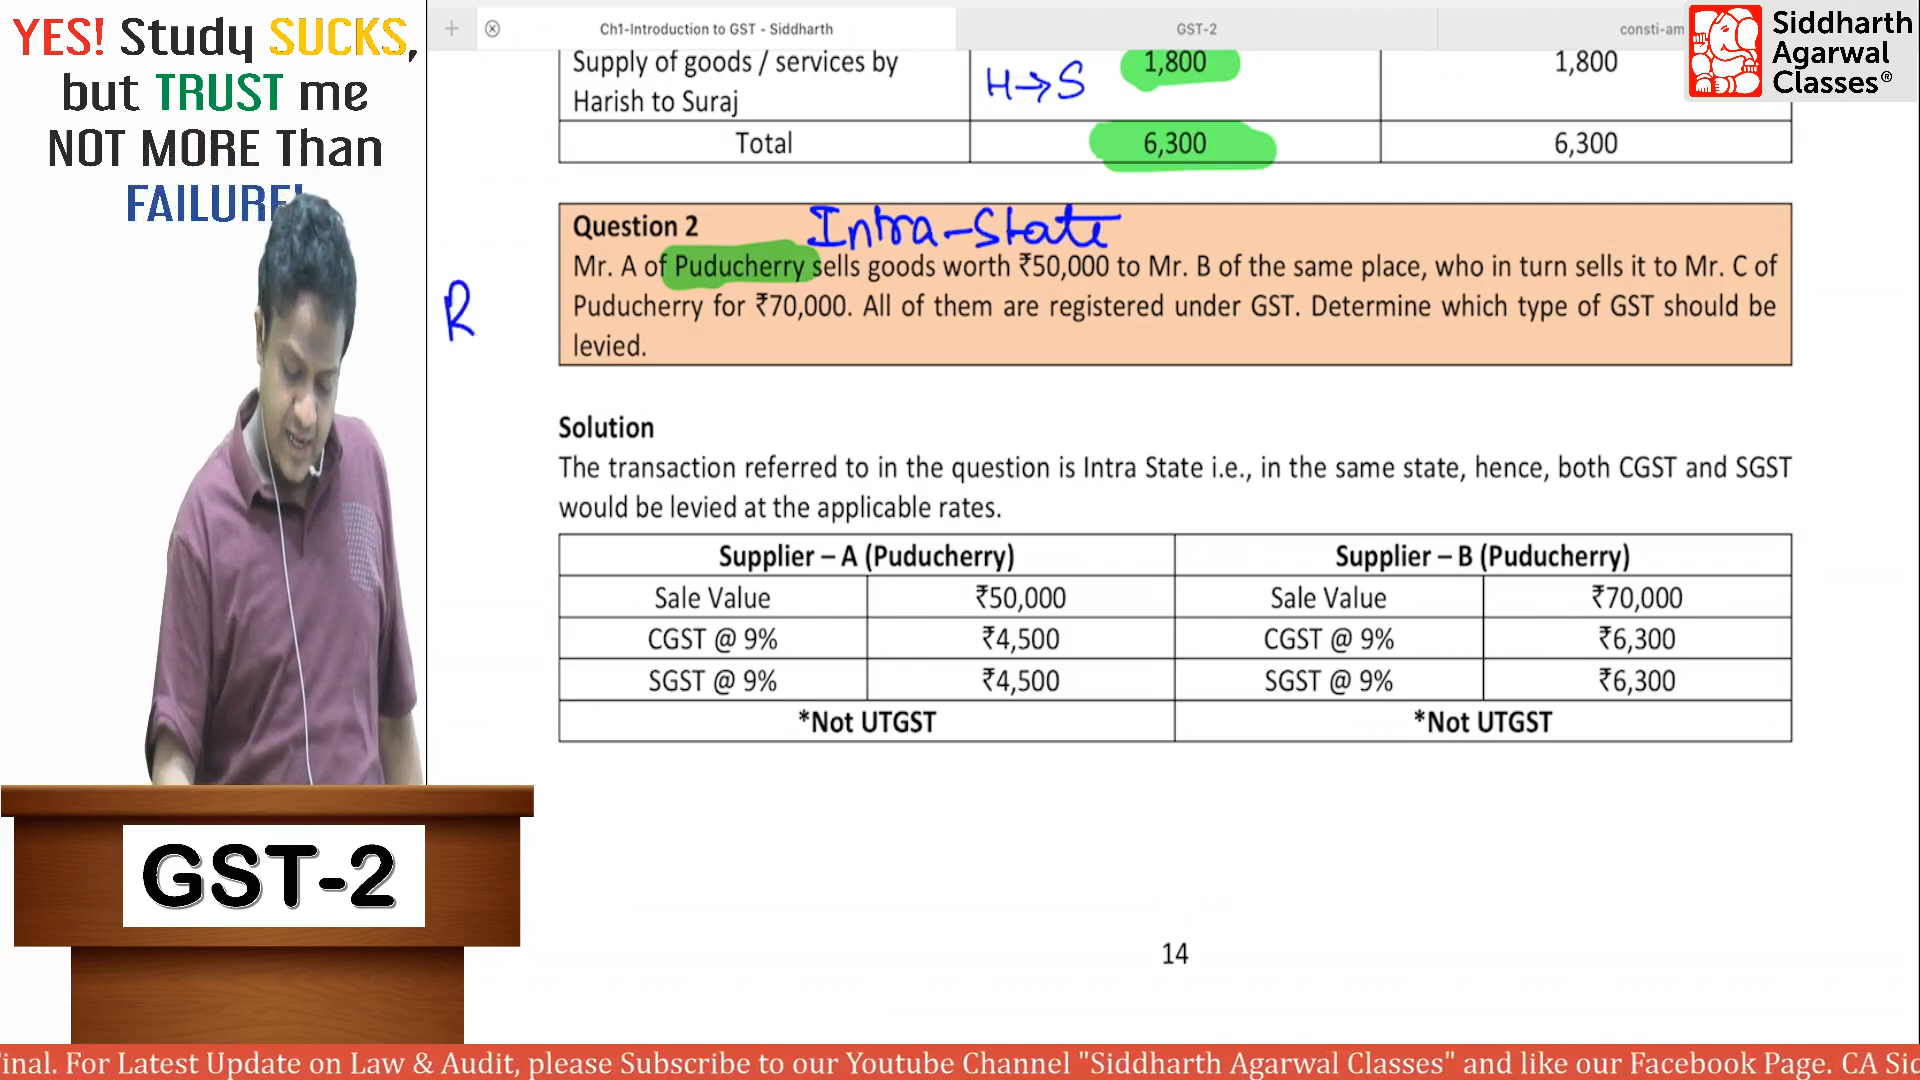 YES! Study SUCKS,
but TRUST me
NOT MORE Than
FAILURE!
Ch1-Introduction to GST - Siddharth
GST-2
consti-am
Siddharth
Agarwal
Classes®
Supply of goods / services by
Harish to Suraj
H→S
1,800
1,800
Total
6,300
6,300
Question 2
Intra-State
Mr. A of Puducherry sells goods worth ₹50,000 to Mr. B of the same place, who in turn sells it to Mr. C of
Puducherry for ₹70,000. All of them are registered under GST. Determine which type of GST should be
levied.
R
Solution
The transaction referred to in the question is Intra State i.e., in the same state, hence, both CGST and SGST
would be levied at the applicable rates.
Supplier – A (Puducherry)
Supplier – B (Puducherry)
Sale Value
₹50,000
Sale Value
₹70,000
CGST @ 9%
₹4,500
CGST @ 9%
₹6,300
SGST @ 9%
₹4,500
SGST @ 9%
₹6,300
*Not UTGST
*Not UTGST
GST-2
14
inal. For Latest Update on Law & Audit, please Subscribe to our Youtube Channel "Siddharth Agarwal Classes" and like our Facebook Page. CA Sid